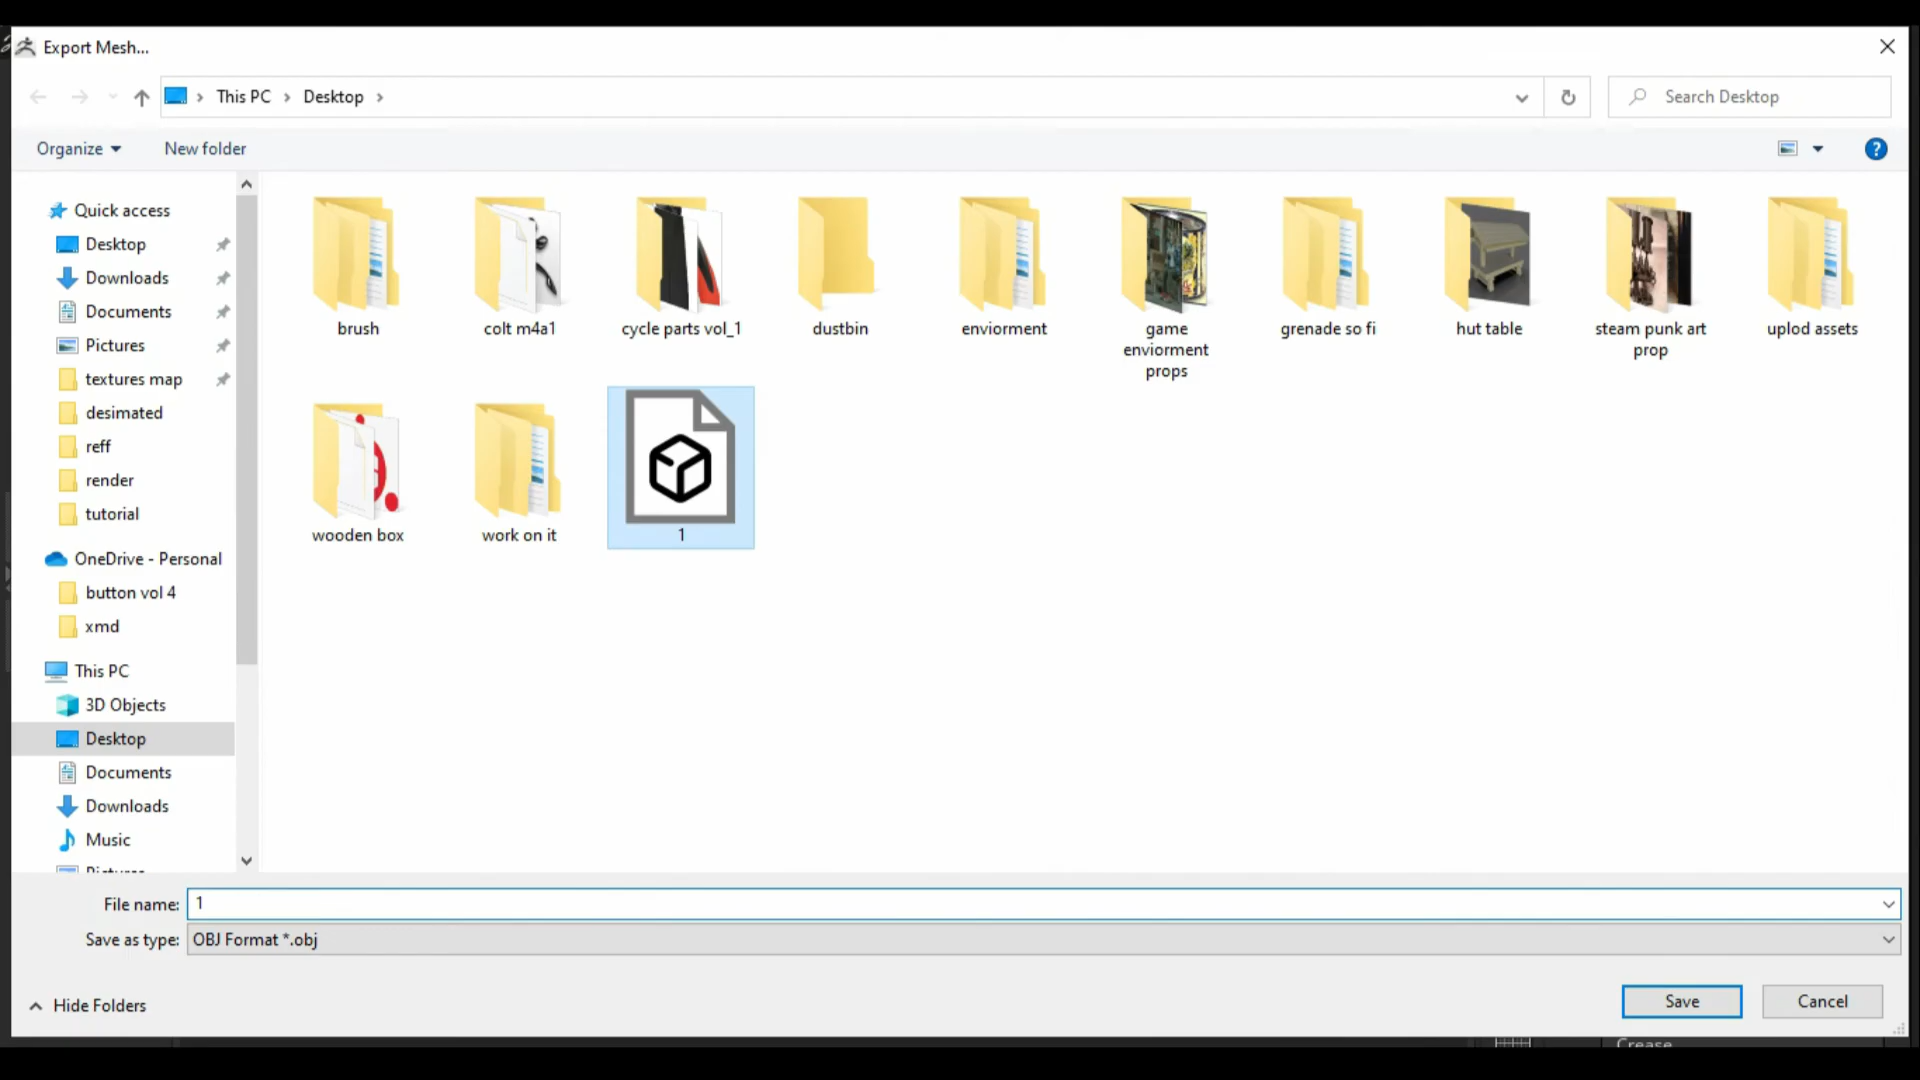 Export Mesh...
This PC
Desktop
Search Desktop
Organize
New folder
Quick access
Desktop
Downloads
Documents
Pictures
textures map
desimated
reff
render
tutorial
OneDrive - Personal
button vol 4
xmd
This PC
3D Objects
Desktop
Documents
Downloads
Music
Pictures
brush
colt m4a1
cycle parts vol_1
dustbin
enviorment
game
enviorment
props
grenade so fi
hut table
steam punk art
prop
uplod assets
wooden box
work on it
1
File name: 1
Save as type: OBJ Format *.obj
Hide Folders
Save
Cancel
Crease